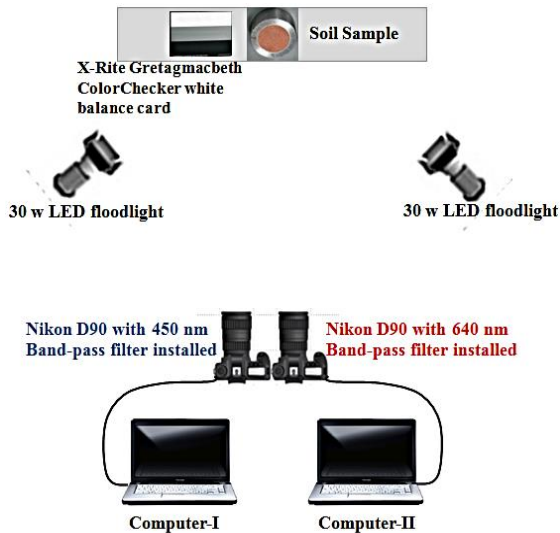 Soil Sample
X-Rite Gretagmacbeth
ColorChecker white
balance card
30 w LED floodlight
30 w LED floodlight
Nikon D90 with 450 nm
Band-pass filter installed
Nikon D90 with 640 nm
Band-pass filter installed
Computer-I
Computer-II